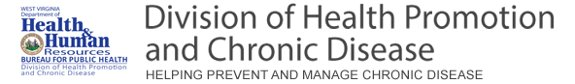 WEST VIRGINIA
Department of
Health
& Human
Resources
BUREAU FOR PUBLIC HEALTH
Division of Health Promotion
and Chronic Disease
Division of Health Promotion
and Chronic Disease
HELPING PREVENT AND MANAGE CHRONIC DISEASE